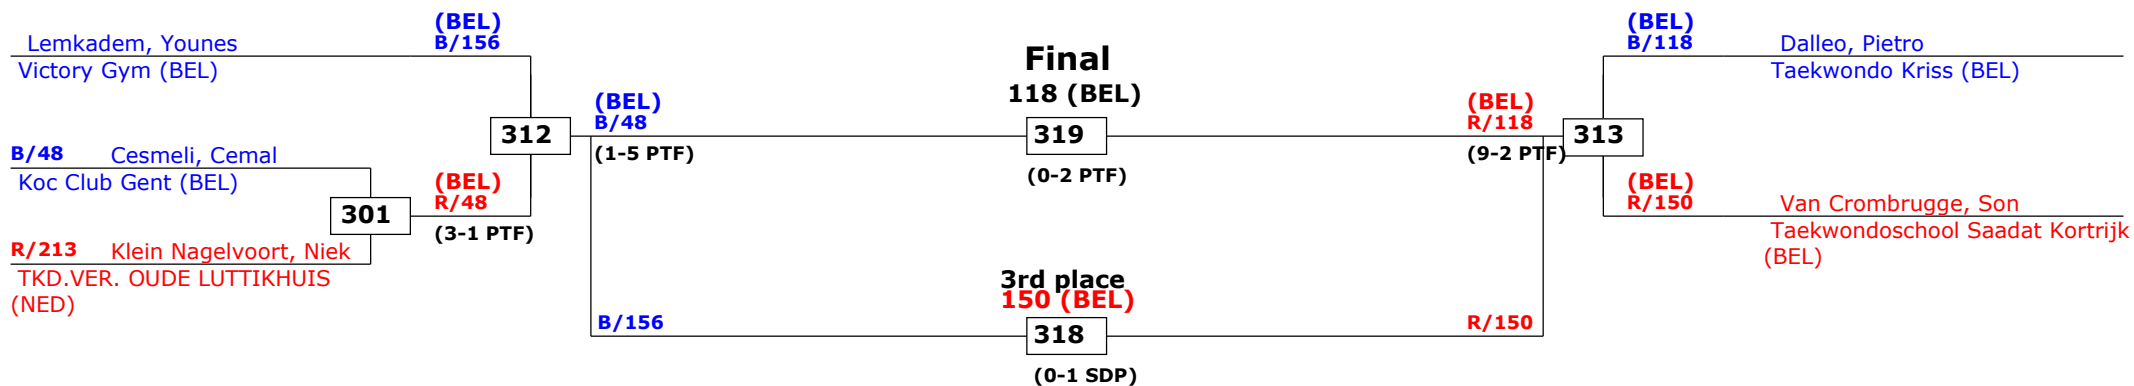 (BEL)
B/156
Lemkadem, Younes
Victory Gym (BEL)
B/48 Cesmeli, Cemal
Koc Club Gent (BEL)
R/213 Klein Nagelvoort, Niek
TKD.VER. OUDE LUTTIKHUIS
(NED)
301
(BEL)
R/48
(3-1 PTF)
312
(BEL)
B/48
(1-5 PTF)
Final
118 (BEL)
319
(0-2 PTF)
3rd place
150 (BEL)
318
(0-1 SDP)
B/156
R/150
(BEL)
R/118
(9-2 PTF)
313
(BEL)
B/118
Dalleo, Pietro
Taekwondo Kriss (BEL)
(BEL)
R/150
Van Crombrugge, Son
Taekwondoschool Saadat Kortrijk
(BEL)